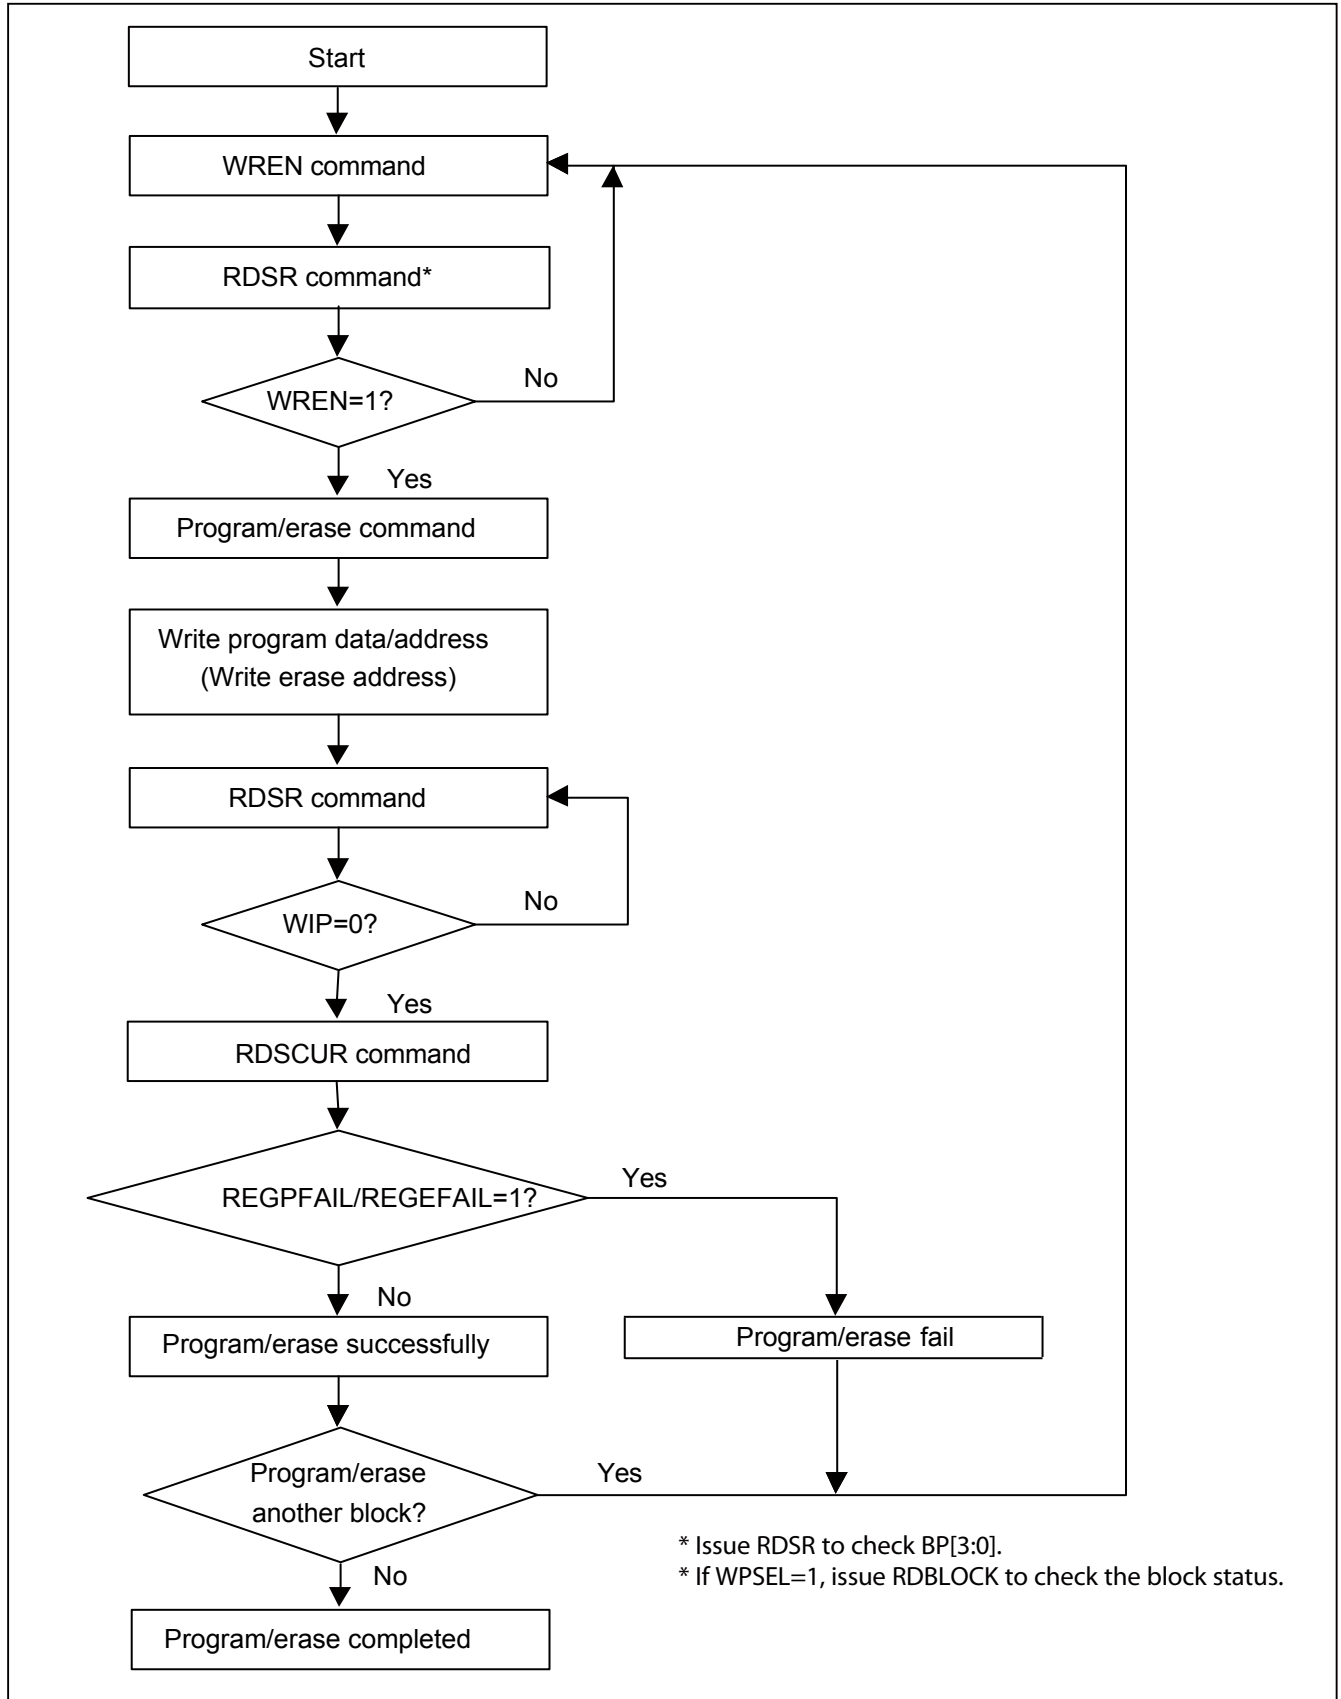 Start
WREN command
RDSR command*
WREN=1?
No
Yes
Program/erase command
Write program data/address
(Write erase address)
RDSR command
WIP=0?
No
Yes
RDSCUR command
REGPFAIL/REGEFAIL=1?
Yes
No
Program/erase successfully
Program/erase fail
Program/erase
another block?
Yes
* Issue RDSR to check BP[3:0].
* If WPSEL=1, issue RDBLOCK to check the block status.
No
Program/erase completed